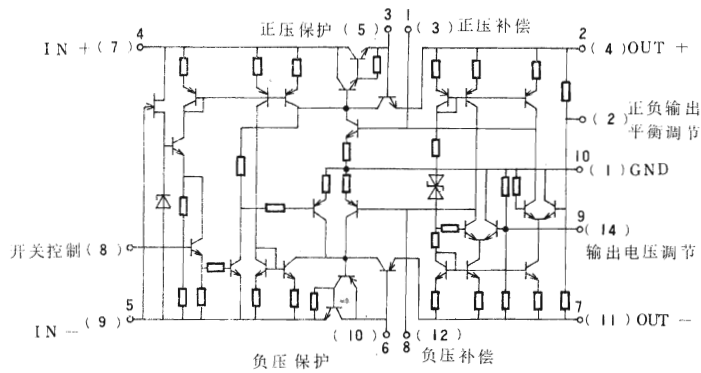 正压保护 (5) 3 1 (3) 正压补偿
IN + (7) 4
2 (4) OUT +
(2) 正负输出
平衡调节
10
(1) GND
9
(14)
输出电压调节
开关控制 (8)
5
IN — (9)
7
(11) OUT —
(10) 6 8 (12)
负压保护
负压补偿